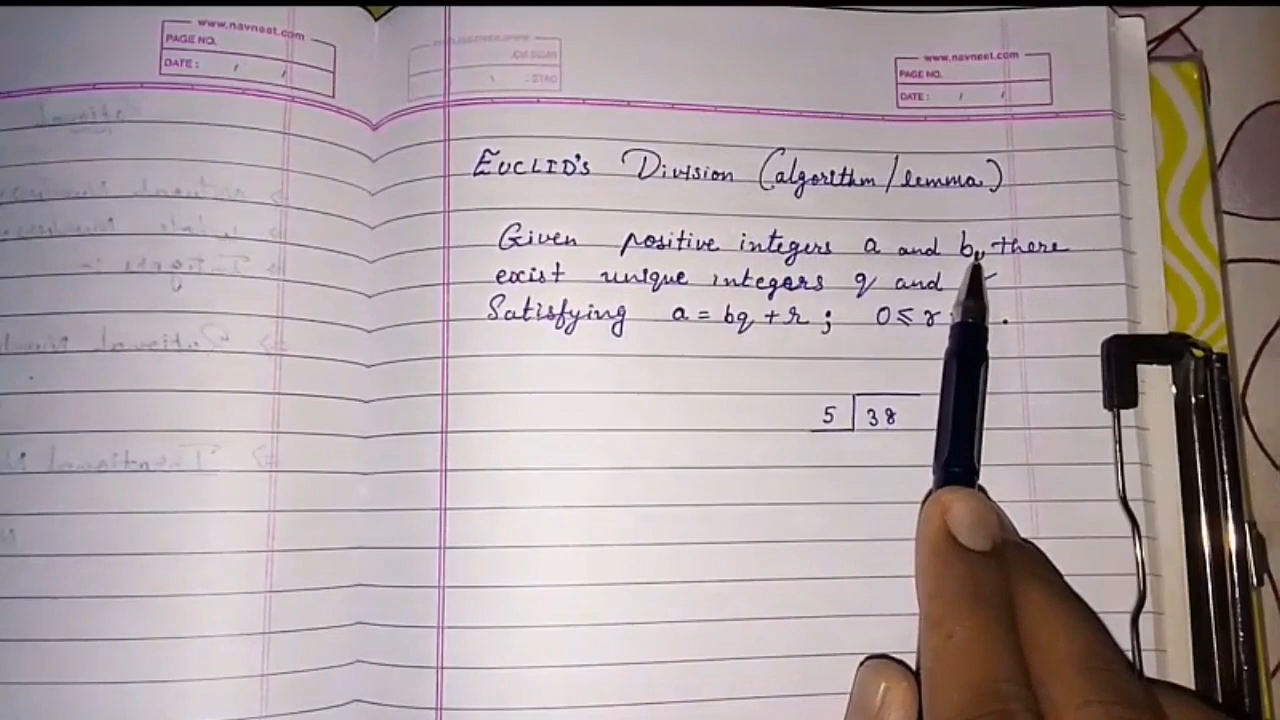 www.navneet.com
PAGE NO.
DATE : / /
www.navneet.com
PAGE NO.
DATE : / /
EUCLID'S Division (algorithm/lemma)
Given positive integers a and b, there
exist unique integers q and r
Satisfying a = bq + r ; 0 ≤ r .
5 38